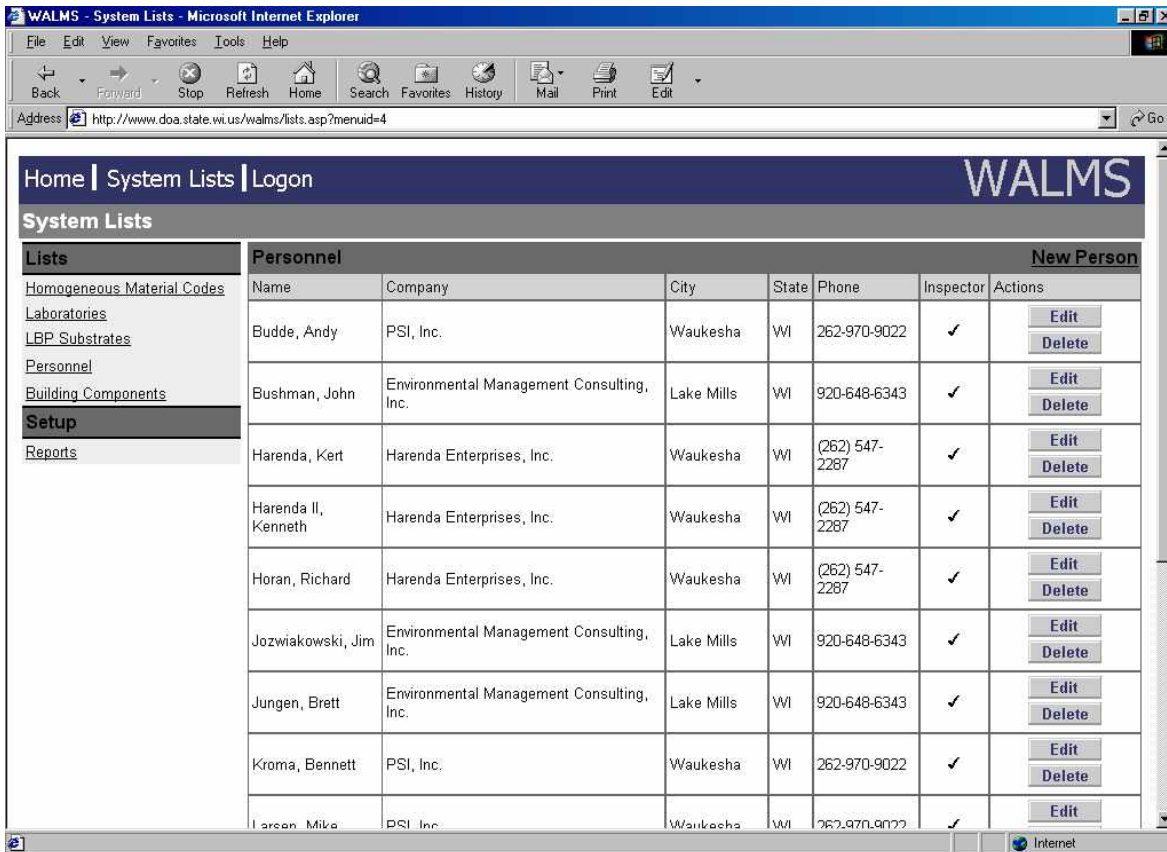 WALMS - System Lists - Microsoft Internet Explorer
File Edit View Favorites Tools Help
Back Forward Stop Refresh Home Search Favorites History Mail Print Edit
Address http://www.doa.state.wi.us/walms/lists.asp?menuid=4 Go
Home System Lists Logon WALMS
System Lists
Lists
Homogeneous Material Codes
Laboratories
LBP Substrates
Personnel
Building Components
Setup
Reports
Personnel New Person
Name Company City State Phone Inspector Actions
Budde, Andy PSI, Inc. Waukesha WI 262-970-9022 ✓ Edit
Delete
Bushman, John Environmental Management Consulting, Lake Mills WI 920-648-6343 ✓ Edit
Inc. Delete
Harenda, Kert Harenda Enterprises, Inc. Waukesha WI (262) 547- ✓ Edit
2287 Delete
Harenda II, Harenda Enterprises, Inc. Waukesha WI (262) 547- ✓ Edit
Kenneth 2287 Delete
Horan, Richard Harenda Enterprises, Inc. Waukesha WI (262) 547- ✓ Edit
2287 Delete
Jozwiakowski, Jim Environmental Management Consulting, Lake Mills WI 920-648-6343 ✓ Edit
Inc. Delete
Jungen, Brett Environmental Management Consulting, Lake Mills WI 920-648-6343 ✓ Edit
Inc. Delete
Kroma, Bennett PSI, Inc. Waukesha WI 262-970-9022 ✓ Edit
Delete
Larsen, Mike PSI, Inc. Waukesha WI 262-970-9022 ✓ Edit
Internet